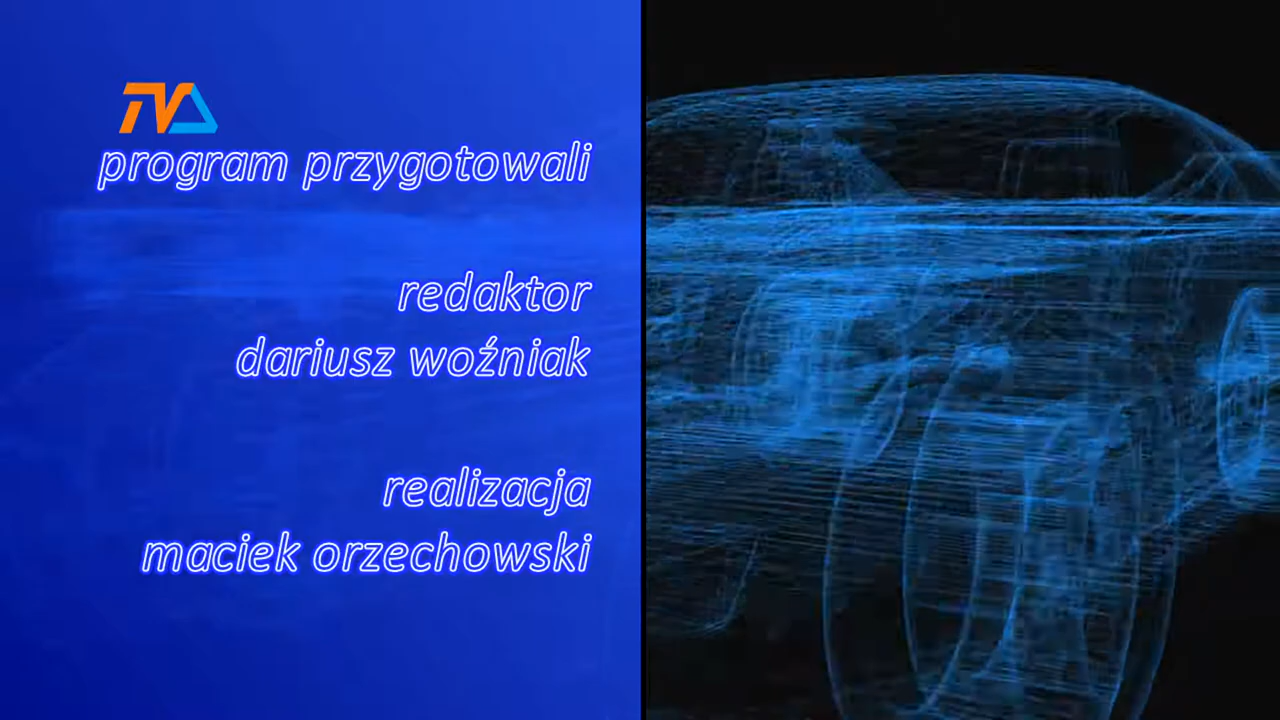 TVA
program przygotowali
redaktor
dariusz woźniak
realizacja
maciek orzechowski